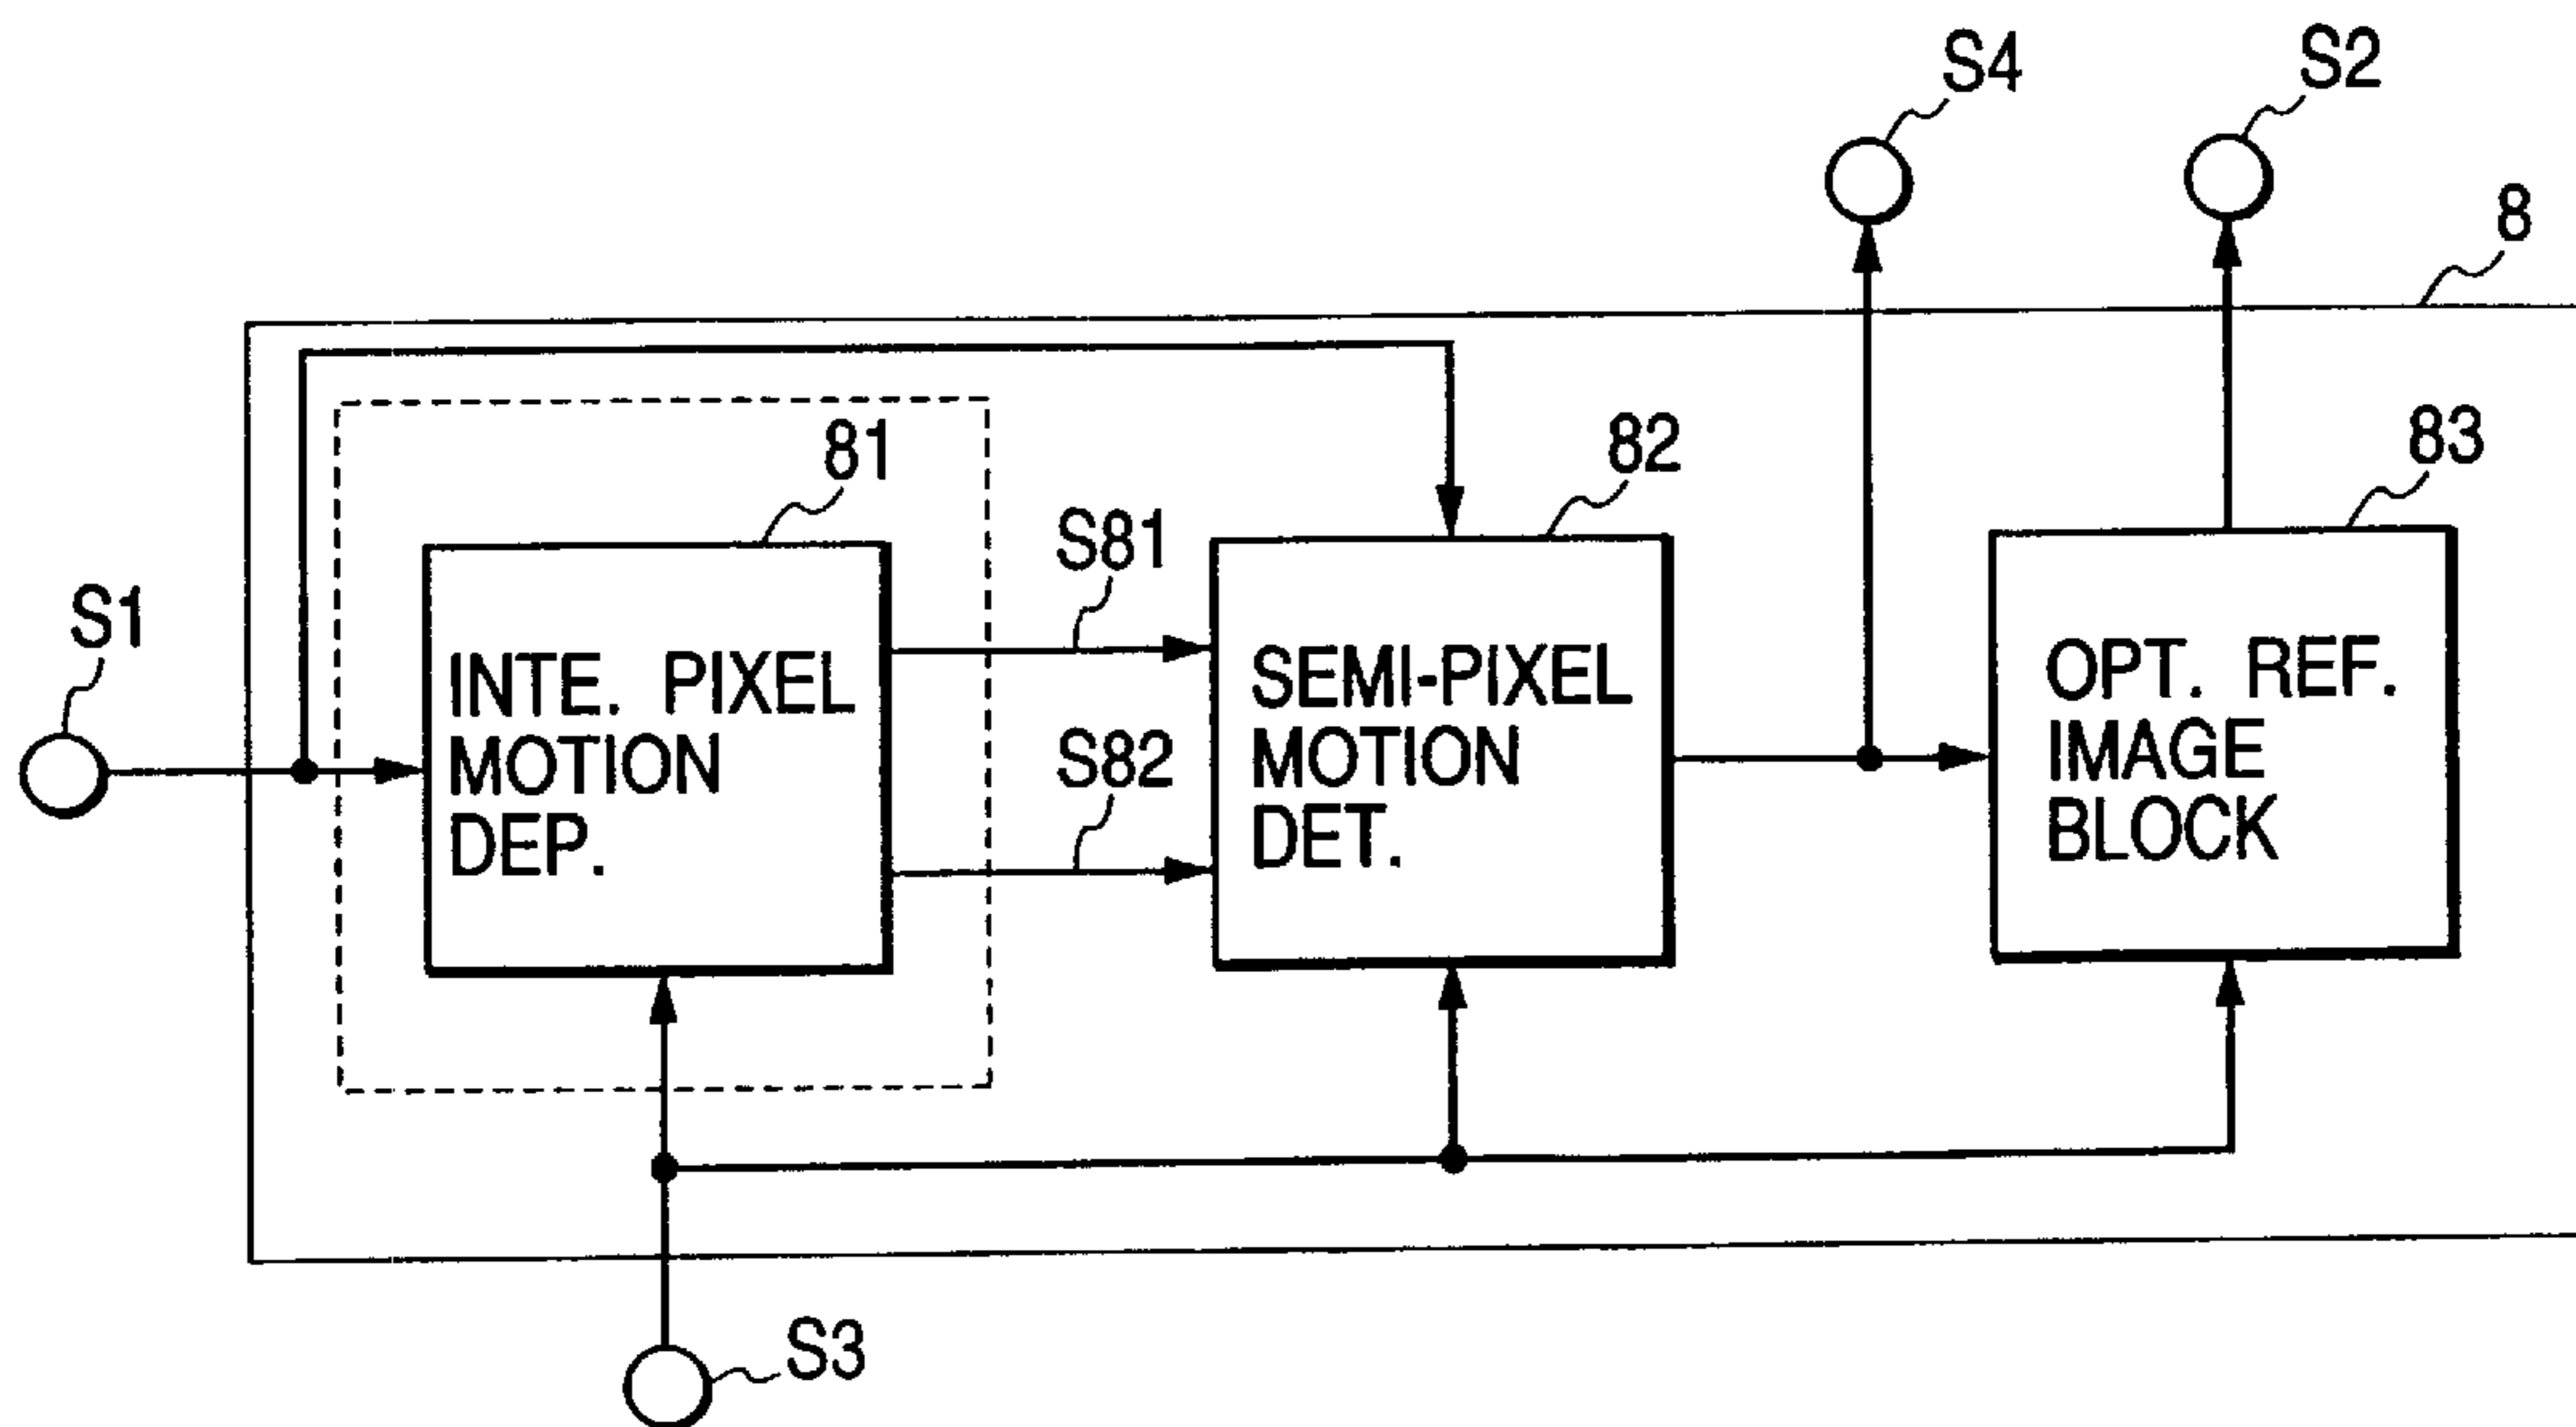 S4
S2
8
81
82
83
S81
S1
INTE. PIXEL
MOTION
DEP.
SEMI-PIXEL
MOTION
DET.
OPT. REF.
IMAGE
BLOCK
S82
S3